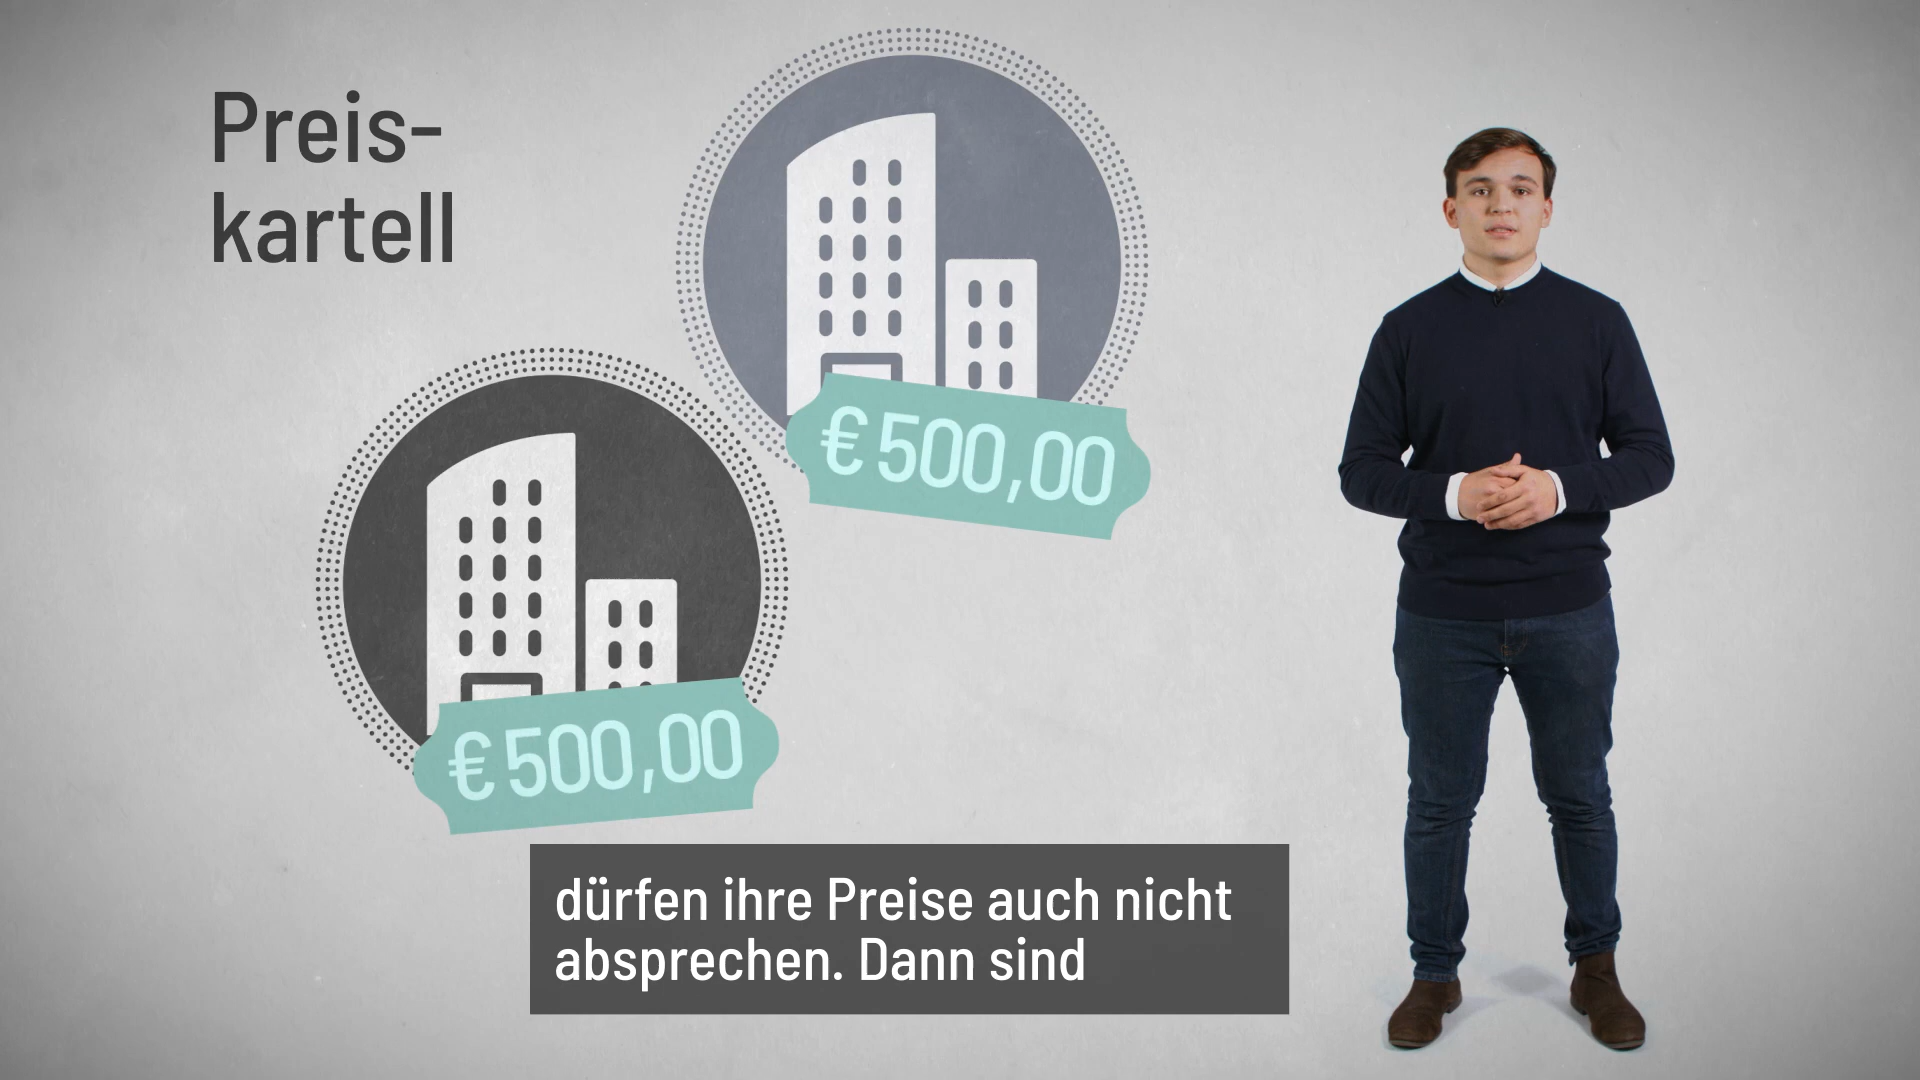 Preis-
kartell
€ 500,00
€ 500,00
dürfen ihre Preise auch nicht
absprechen. Dann sind